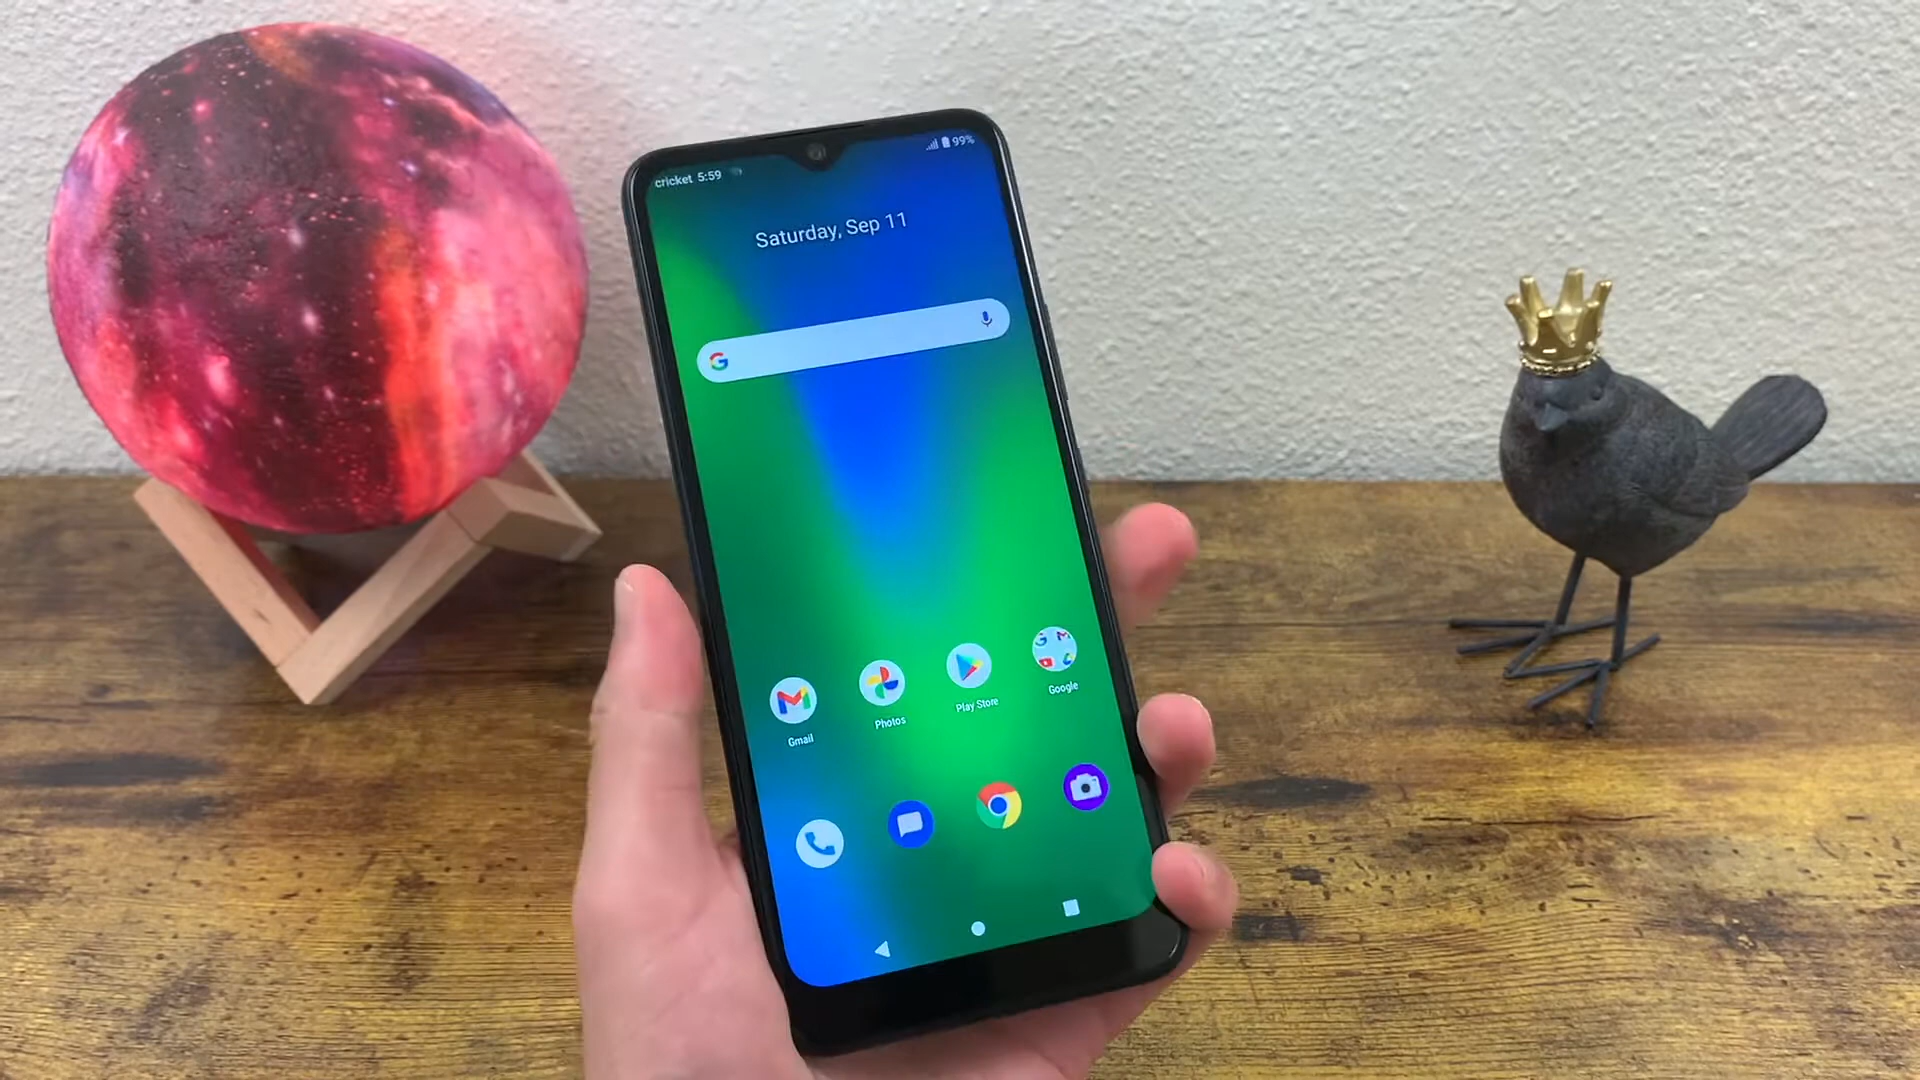 cricket 5:59
99%
Saturday, Sep 11
G
Gmail
Photos
Play Store
Google